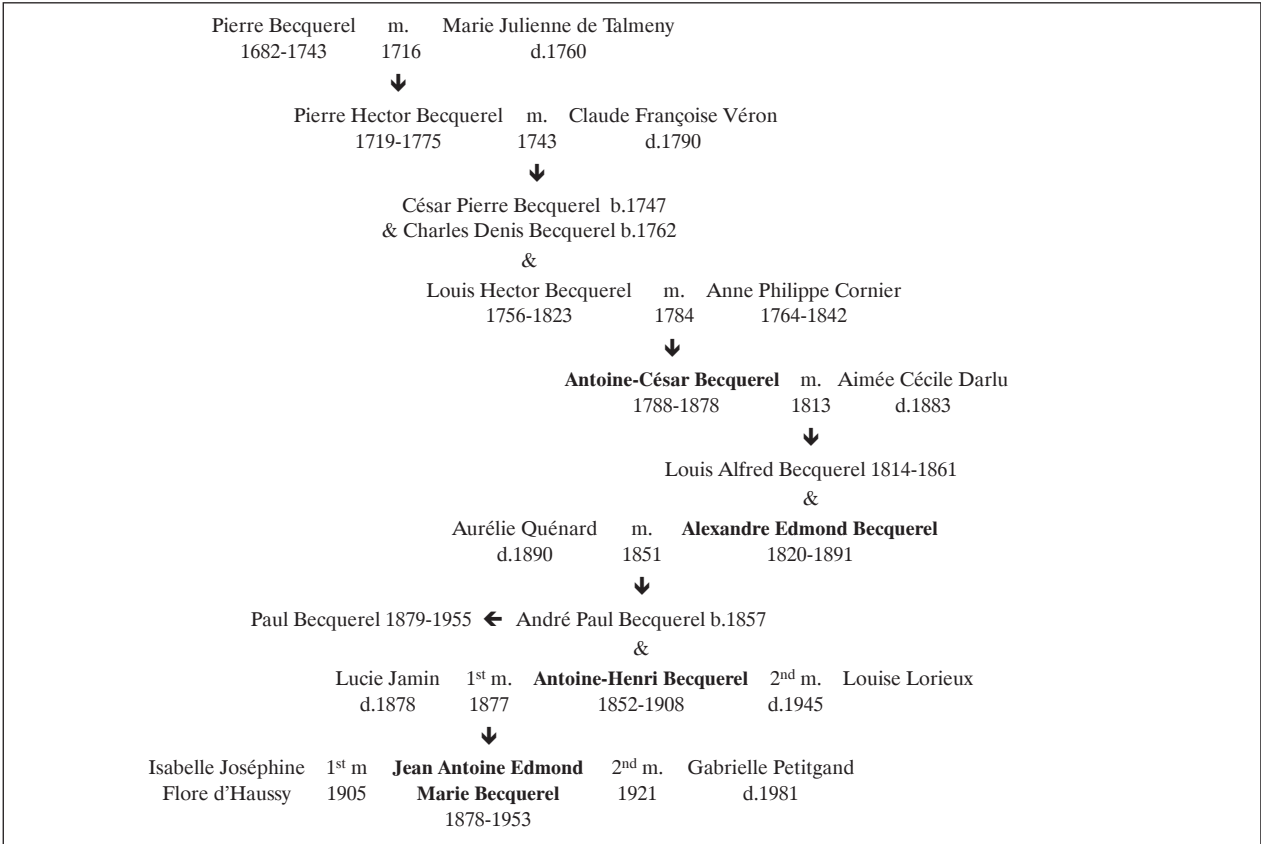 Pierre Becquerel m. Marie Julienne de Talmeny
1682-1743 1716 d.1760
Pierre Hector Becquerel m. Claude Françoise Véron
1719-1775 1743 d.1790
César Pierre Becquerel b.1747
& Charles Denis Becquerel b.1762
&
Louis Hector Becquerel m. Anne Philippe Cornier
1756-1823 1784 1764-1842
Antoine-César Becquerel m. Aimée Cécile Darlu
1788-1878 1813 d.1883
Louis Alfred Becquerel 1814-1861
&
Aurélie Quénard m. Alexandre Edmond Becquerel
d.1890 1851 1820-1891
Paul Becquerel 1879-1955 🡸 André Paul Becquerel b.1857
&
Lucie Jamin 1st m. Antoine-Henri Becquerel 2nd m. Louise Lorieux
d.1878 1877 1852-1908 d.1945
Isabelle Joséphine 1st m Jean Antoine Edmond 2nd m. Gabrielle Petitgand
Flore d'Haussy 1905 Marie Becquerel 1921 d.1981
1878-1953